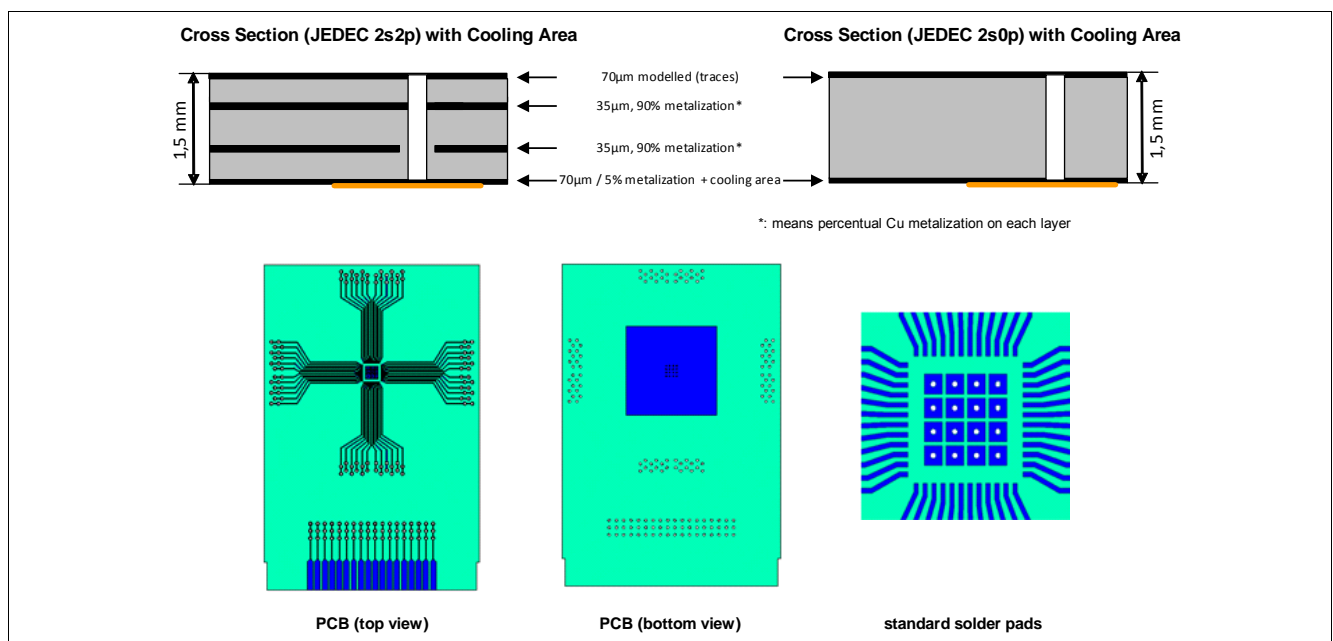 Cross Section (JEDEC 2s2p) with Cooling Area
Cross Section (JEDEC 2s0p) with Cooling Area
70µm modelled (traces)
35µm, 90% metalization*
1,5 mm
1,5 mm
35µm, 90% metalization*
70µm / 5% metalization + cooling area
*: means percentual Cu metalization on each layer
PCB (top view)
PCB (bottom view)
standard solder pads